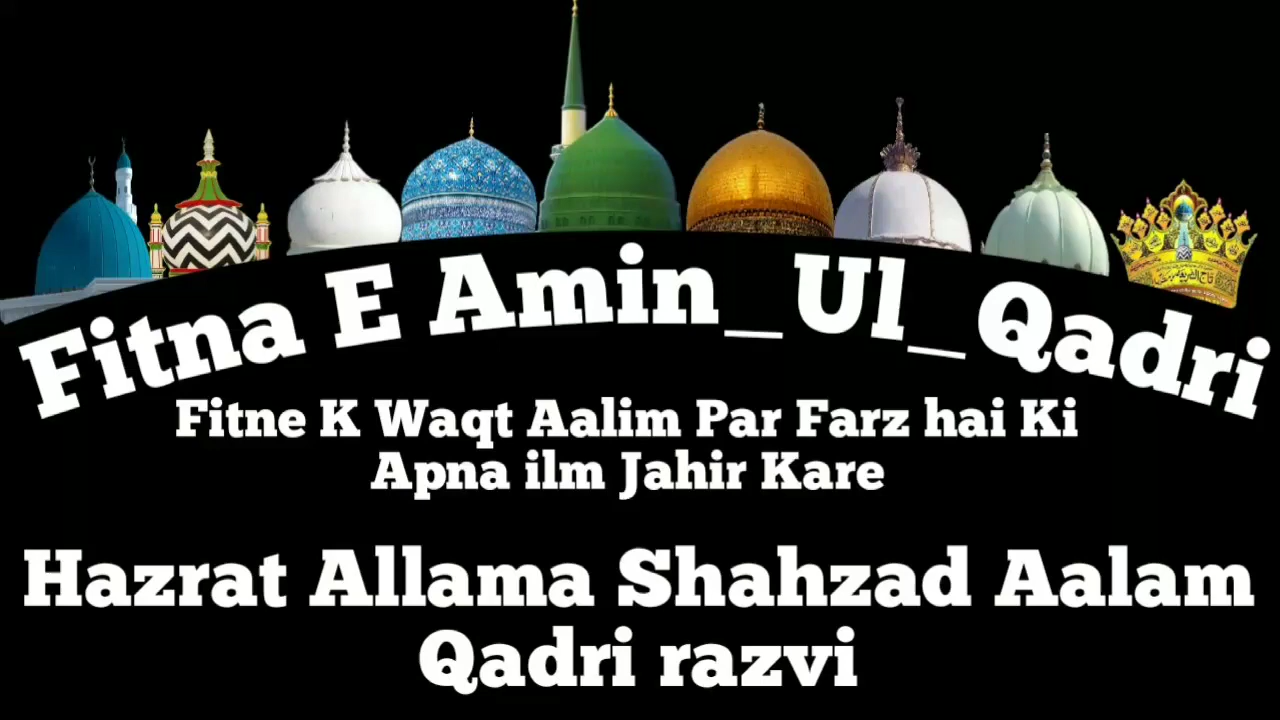 Fitna E Amin_Ul_Qadri
Fitne K Waqt Aalim Par Farz hai Ki
Apna ilm Jahir Kare
Hazrat Allama Shahzad Aalam
Qadri razvi